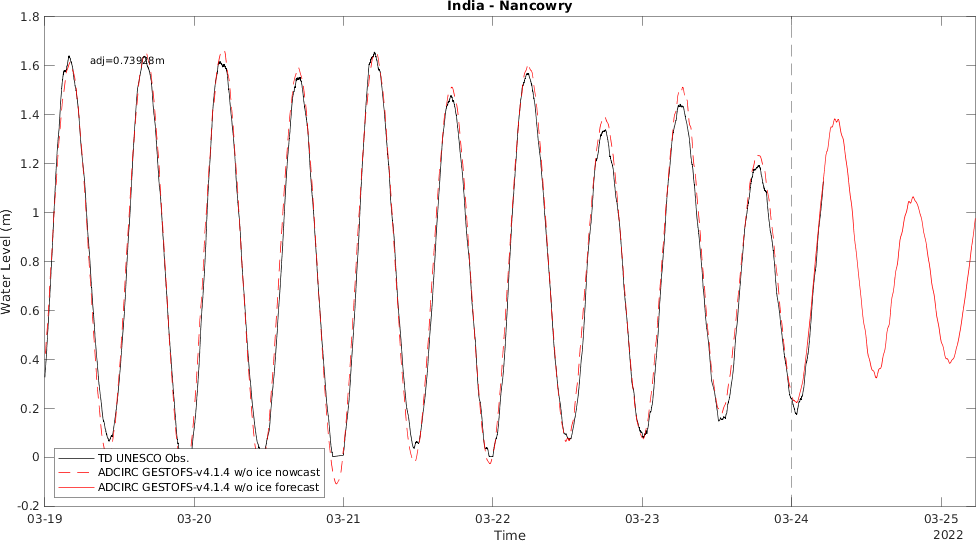 India - Nancowry
1.8
1.6
1.4
1.2
1
0.8
0.6
0.4
0.2
0
-0.2
Water Level (m)
TD UNESCO Obs.
ADCIRC GESTOFS-v4.1.4 w/o ice nowcast
ADCIRC GESTOFS-v4.1.4 w/o ice forecast
03-19 03-20 03-21 03-22 03-23 03-24 03-25
Time
2022